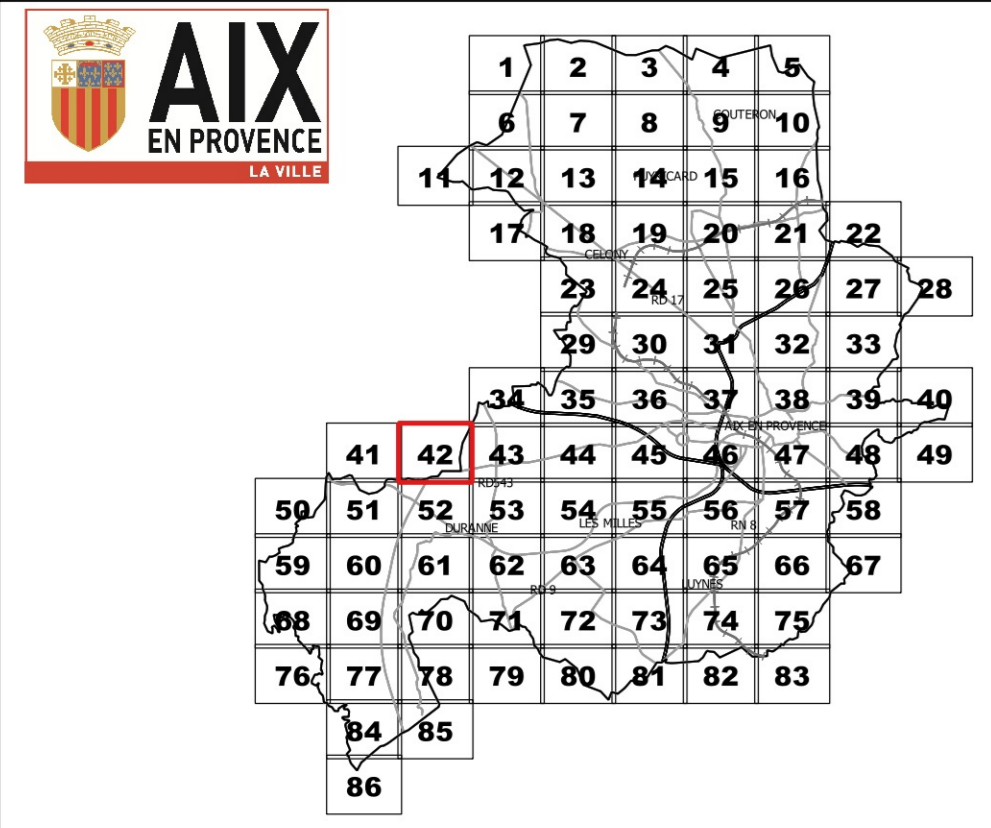 AIX
EN PROVENCE
LA VILLE
1 2 3 4 5
COUTERON
6 7 8 9 10
PUYRICARD
11 12 13 14 15 16
17 18 19 20 21 22
CELONY
23 24 25 26 27 28
RD 17
29 30 31 32 33
34 35 36 37 38 39 40
AIX EN PROVENCE
41 42 43 44 45 46 47 48 49
RD543
50 51 52 53 54 55 56 57 58
DURANNE LES MILLES RN 8
59 60 61 62 63 64 65 66 67
RD 9 LUYNES
68 69 70 71 72 73 74 75
76 77 78 79 80 81 82 83
84 85
86